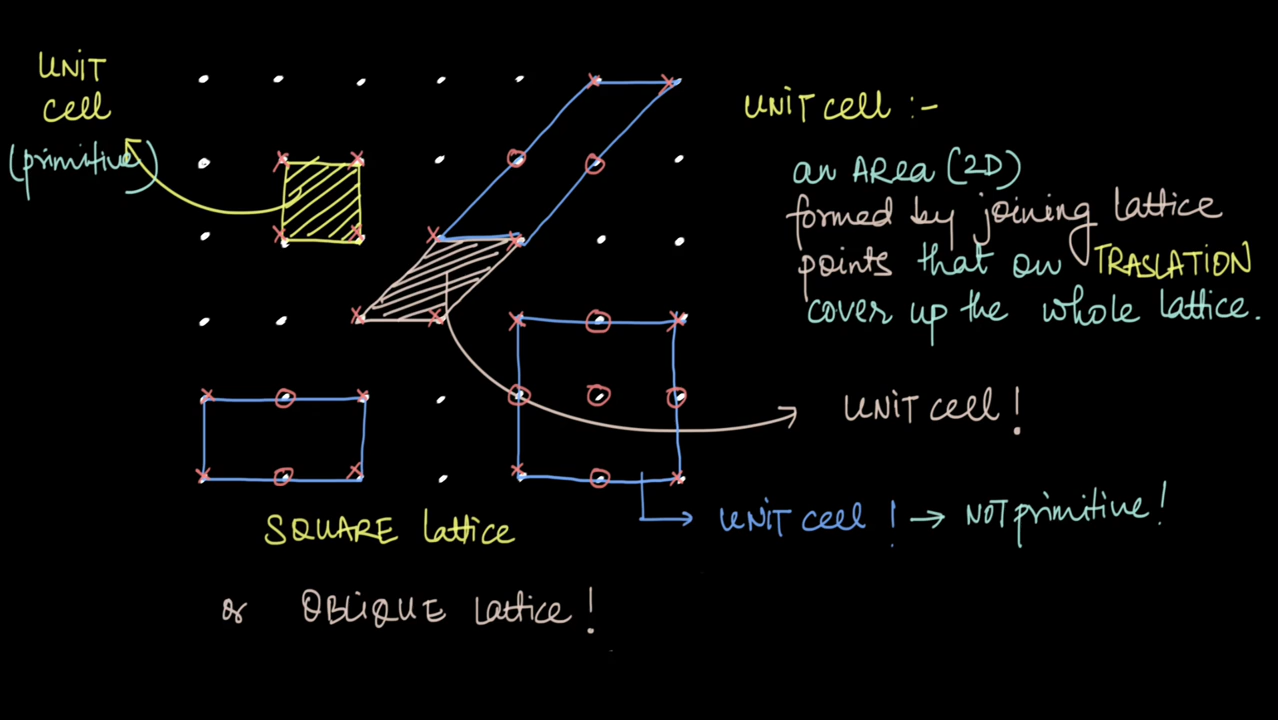 UNIT
cell
(primitive)
UNIT cell :-
an AREA (2D)
formed by joining lattice
points that on TRASLATION
cover up the whole lattice.
UNIT cell !
UNIT cell ! → NOT primitive !
SQUARE lattice
or OBLIQUE lattice !